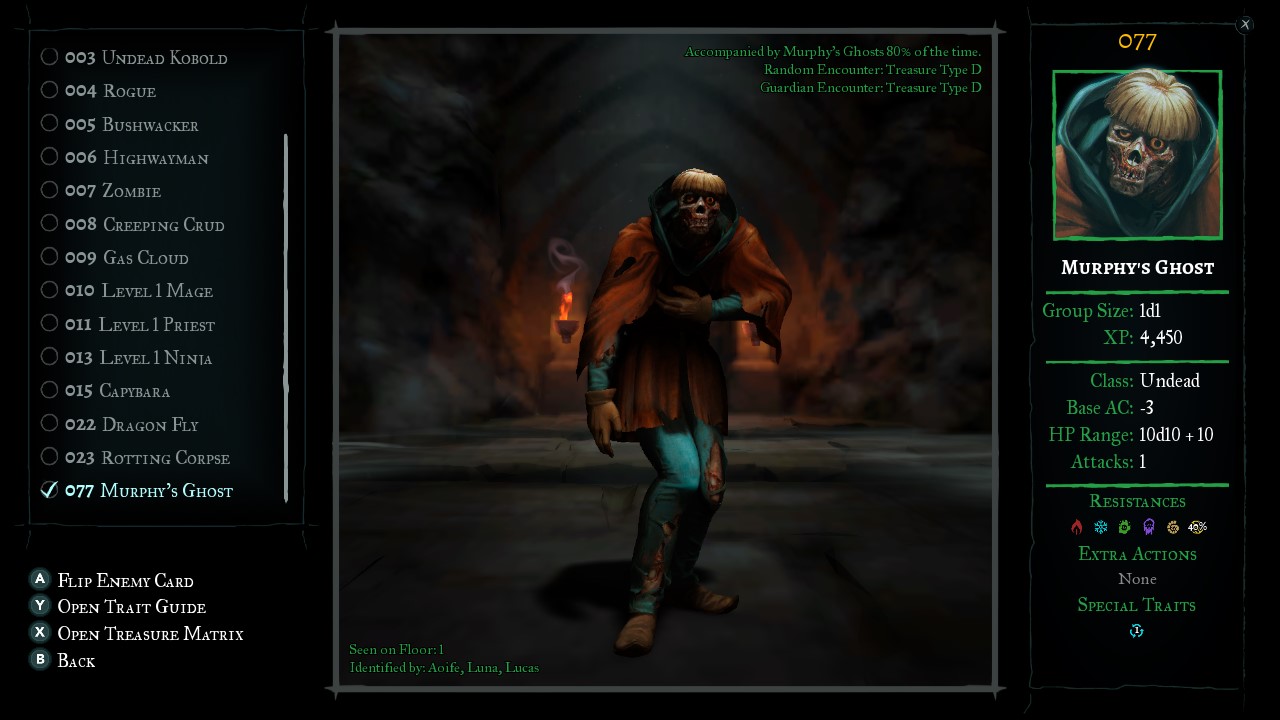 003 Undead Kobold
004 Rogue
005 Bushwacker
006 Highwayman
007 Zombie
008 Creeping Crud
009 Gas Cloud
010 Level 1 Mage
011 Level 1 Priest
013 Level 1 Ninja
015 Capybara
022 Dragon Fly
023 Rotting Corpse
077 Murphy's Ghost
A Flip Enemy Card
Y Open Trait Guide
X Open Treasure Matrix
B Back
Accompanied by Murphy's Ghosts 80% of the time.
Random Encounter: Treasure Type D
Guardian Encounter: Treasure Type D
Seen on Floor: 1
Identified by: Aoife, Luna, Lucas
X
077
Murphy's Ghost
Group Size: 1d1
XP: 4,450
Class: Undead
Base AC: -3
HP Range: 10d10 + 10
Attacks: 1
Resistances
40%
Extra Actions
None
Special Traits
1